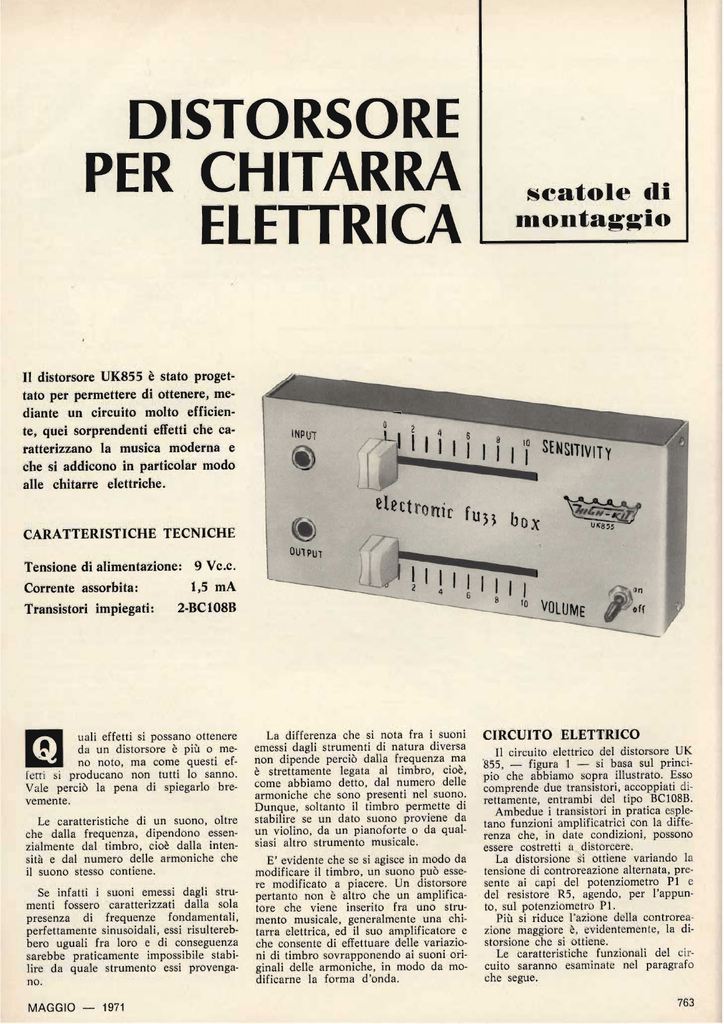 DISTORSORE
PER CHITARRA
ELETTRICA
scatole di
montaggio
Il distorsore UK855 è stato proget-
tato per permettere di ottenere, me-
diante un circuito molto efficien-
te, quei sorprendenti effetti che ca-
ratterizzano la musica moderna e
che si addicono in particolar modo
alle chitarre elettriche.
CARATTERISTICHE TECNICHE
Tensione di alimentazione: 9 Vc.c.
Corrente assorbita: 1,5 mA
Transistori impiegati: 2-BC108B
INPUT
0 2 4 6 8 10 SENSITIVITY
electronic fuzz box
HIGH-KIT
UK855
OUTPUT
0 2 4 6 8 10 VOLUME
on
off
Quali effetti si possano ottenere
da un distorsore è più o me-
no noto, ma come questi ef-
fetti si producano non tutti lo sanno.
Vale perciò la pena di spiegarlo bre-
vemente.
Le caratteristiche di un suono, oltre
che dalla frequenza, dipendono essen-
zialmente dal timbro, cioè dalla inten-
sità e dal numero delle armoniche che
il suono stesso contiene.
Se infatti i suoni emessi dagli stru-
menti fossero caratterizzati dalla sola
presenza di frequenze fondamentali,
perfettamente sinusoidali, essi risulereb-
bero uguali fra loro e di conseguenza
sarebbe praticamente impossibile stabi-
lire da quale strumento essi provenga-
no.
La differenza che si nota fra i suoni
emessi dagli strumenti di natura diversa
non dipende perciò dalla frequenza ma
è strettamente legata al timbro, cioè,
come abbiamo detto, dal numero delle
armoniche che sono presenti nel suono.
Dunque, soltanto il timbro permette di
stabilire se un dato suono proviene da
un violino, da un pianoforte o da qual-
siasi altro strumento musicale.
E' evidente che se si agisce in modo da
modificare il timbro, un suono può esse-
re modificato a piacere. Un distorsore
pertanto non è altro che un amplifica-
tore che viene inserito fra uno stru-
mento musicale, generalmente una chi-
tarra elettrica, ed il suo amplificatore e
che consente di effettuare delle variazio-
ni di timbro sovrapponendo ai suoni ori-
ginali delle armoniche, in modo da mo-
dificarne la forma d'onda.
CIRCUITO ELETTRICO
Il circuito elettrico del distorsore UK
855, — figura 1 — si basa sul princi-
pio che abbiamo sopra illustrato. Esso
comprende due transistori, accoppiati di-
rettamente, entrambi del tipo BC108B.
Ambedue i transistori in pratica esple-
tano funzioni amplificatrici con la diffe-
renza che, in date condizioni, possono
essere costretti a distorcere.
La distorsione si ottiene variando la
tensione di controreazione alternata, pre-
sente ai capi del potenziometro P1 e
del resistore R5, agendo, per l'appun-
to, sul potenziometro P1.
Più si riduce l'azione della controrea-
zione maggiore è, evidentemente, la di-
storsione che si ottiene.
Le caratteristiche funzionali del cir-
cuito saranno esaminate nel paragrafo
che segue.
MAGGIO — 1971
763